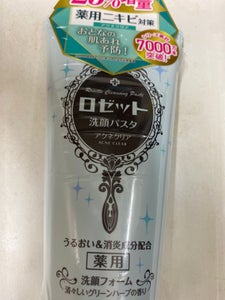 20%増量
薬用ニキビ対策
おとなの
肌あれ
予防!
7000万
突破!
Rosette Cleansing Paste
ロゼット
洗顔パスタ
アクネクリア
ACNE CLEAR
うるおい&消炎成分配合
薬用
洗顔フォーム
清々しいグリーンハーブの香り